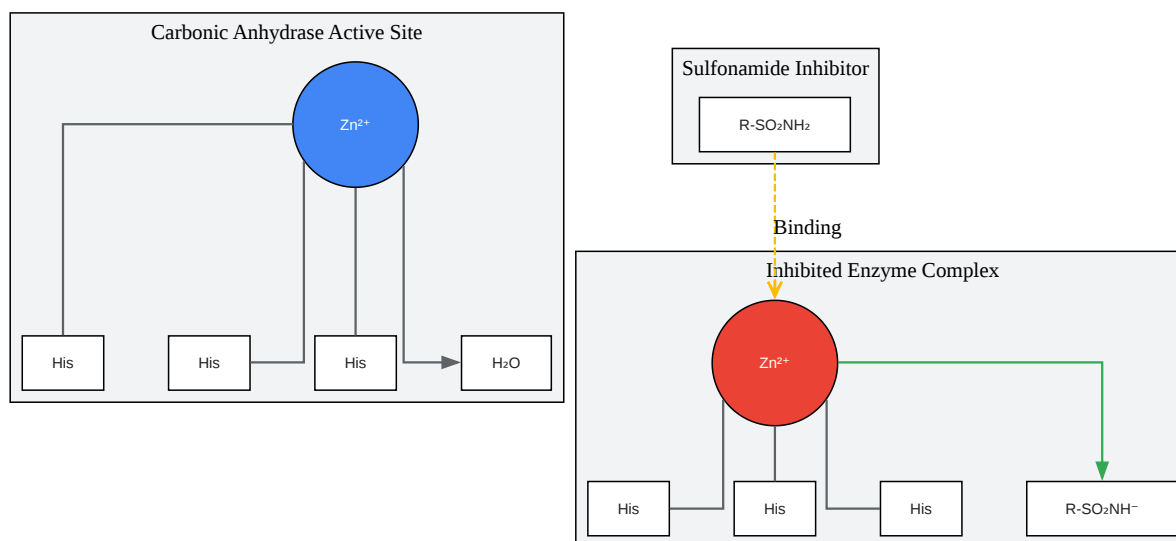 Carbonic Anhydrase Active Site
Zn²⁺
His
His
His
H₂O
Sulfonamide Inhibitor
R-SO₂NH₂
Binding
Inhibited Enzyme Complex
Zn²⁺
His
His
His
R-SO₂NH⁻